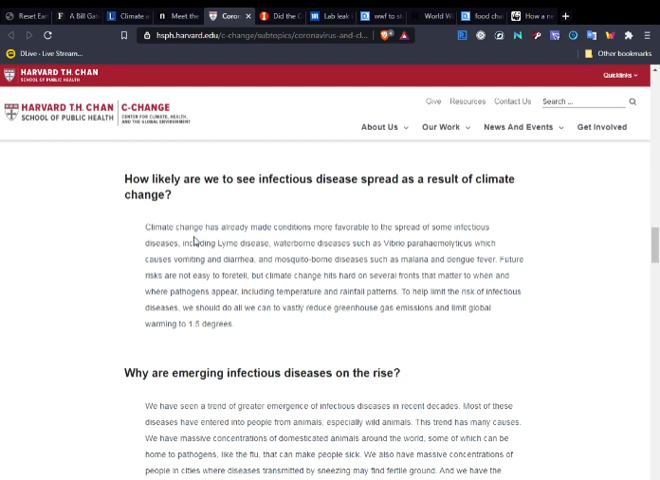 Reset Ear
A Bill Gat
Climate a
Meet the
Coron
Did the C
Lab leak
wwf to s
World W
food cha
How a ne
hsph.harvard.edu/c-change/subtopics/coronavirus-and-cl...
DLive - Live Stream...
Other bookmarks
HARVARD T.H. CHAN
SCHOOL OF PUBLIC HEALTH
Quicklinks
HARVARD T.H. CHAN
SCHOOL OF PUBLIC HEALTH
C-CHANGE
CENTER FOR CLIMATE, HEALTH,
AND THE GLOBAL ENVIRONMENT
Give Resources Contact Us Search ...
About Us Our Work News And Events Get Involved
How likely are we to see infectious disease spread as a result of climate
change?
Climate change has already made conditions more favorable to the spread of some infectious
diseases, including Lyme disease, waterborne diseases such as Vibrio parahaemolyticus which
causes vomiting and diarrhea, and mosquito-borne diseases such as malaria and dengue fever. Future
risks are not easy to foretell, but climate change hits hard on several fronts that matter to when and
where pathogens appear, including temperature and rainfall patterns. To help limit the risk of infectious
diseases, we should do all we can to vastly reduce greenhouse gas emissions and limit global
warming to 1.5 degrees.
Why are emerging infectious diseases on the rise?
We have seen a trend of greater emergence of infectious diseases in recent decades. Most of these
diseases have entered into people from animals, especially wild animals. This trend has many causes.
We have massive concentrations of domesticated animals around the world, some of which can be
home to pathogens, like the flu, that can make people sick. We also have massive concentrations of
people in cities where diseases transmitted by sneezing may find fertile ground. And we have the